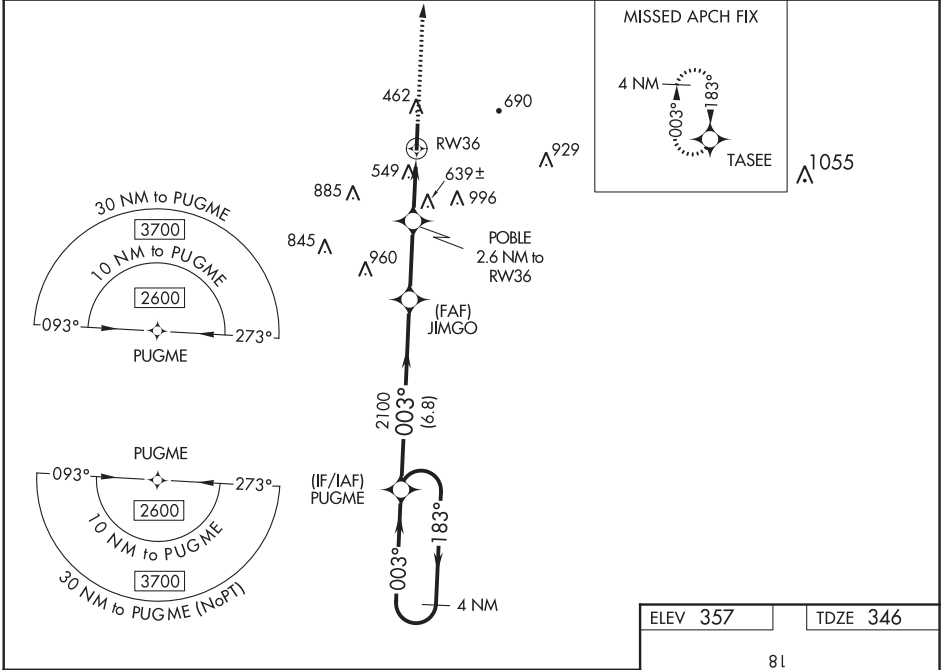 MISSED APCH FIX
4 NM
183°
003°
TASEE
462
690
RW36
929
1055
549
639±
885
996
30 NM to PUGME
3700
10 NM to PUGME
2600
093°
273°
PUGME
845
960
POBLE
2.6 NM to
RW36
(FAF)
JIMGO
2100
003°
(6.8)
PUGME
093°
273°
2600
10 NM to PUGME
3700
30 NM to PUGME (NoPT)
(IF/IAF)
PUGME
183°
003°
4 NM
ELEV 357
TDZE 346
18